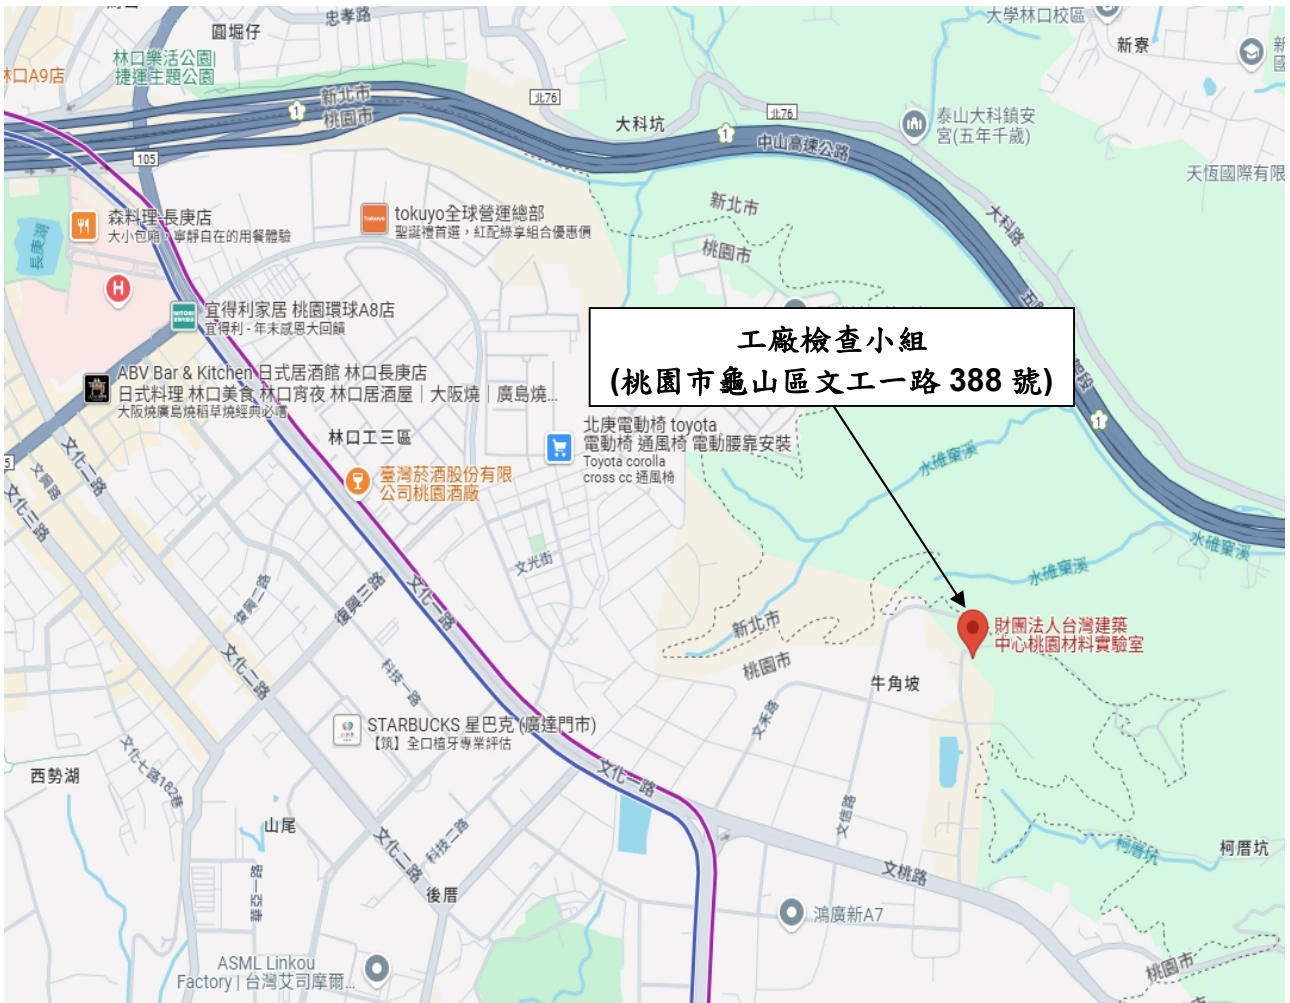 圓堀仔
忠孝路
大學林口校區
新寮
林口樂活公園|
捷運主題公園
木口A9店
新北市
桃園市
1
北76
大科坑
1
北76
中山高速公路
泰山大科鎮安
宮(五年千歲)
天恆國際有限
105
森料理-長庚店
大小包廂，寧靜自在的用餐體驗
tokuyo
tokuyo全球營運總部
聖誕禮首選，紅配綠享組合優惠價
新北市
桃園市
大科路
長庚湖
H
NITORI
宜得利家居 桃園環球A8店
宜得利 - 年末感恩大回饋
工廠檢查小組
(桃園市龜山區文工一路 388 號)
ABV Bar & Kitchen 日式居酒館 林口長庚店
日式料理 林口美食 林口宵夜 林口居酒屋｜大阪燒｜廣島燒...
大阪燒廣島燒稻草燒經典必嚐
林口工三區
北庚電動椅 toyota
電動椅 通風椅 電動腰靠安裝
Toyota corolla
cross cc 通風椅
1
水碓窠溪
文化二路
文興路
文化三路
5
臺灣菸酒股份有限
公司桃園酒廠
水碓窠溪
水碓窠溪
文光街
文化一路
復興二路
復興三路
新北市
桃園市
財團法人台灣建築
中心桃園材料實驗室
文化二路
科技一路
牛角坡
文禾路
STARBUCKS 星巴克 (廣達門市)
【筑】全口植牙專業評估
文化七路182巷
西勢湖
文化一路
文信路
山尾
文化二路
科技二路
後厝
文桃路
柯厝坑
柯厝坑
鴻廣新A7
ASML Linkou
Factory | 台灣艾司摩爾...
桃園市